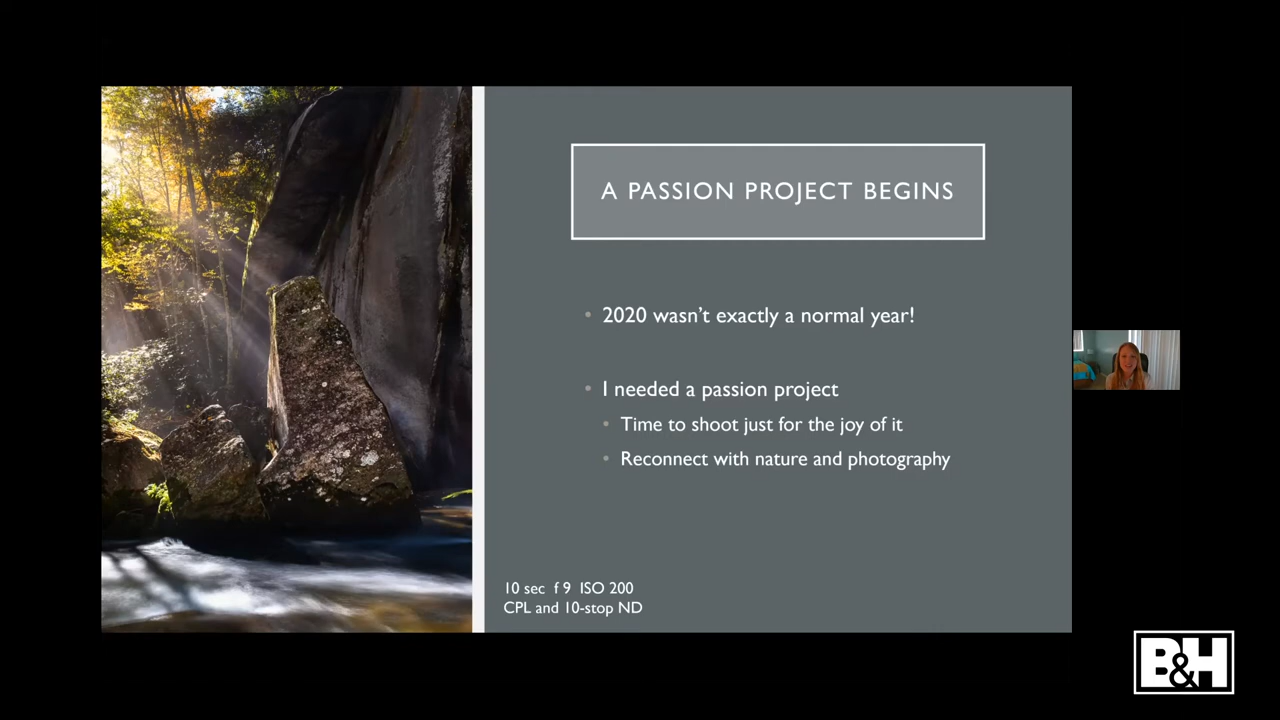 A PASSION PROJECT BEGINS
• 2020 wasn't exactly a normal year!
• I needed a passion project
• Time to shoot just for the joy of it
• Reconnect with nature and photography
10 sec f 9 ISO 200
CPL and 10-stop ND
B&H